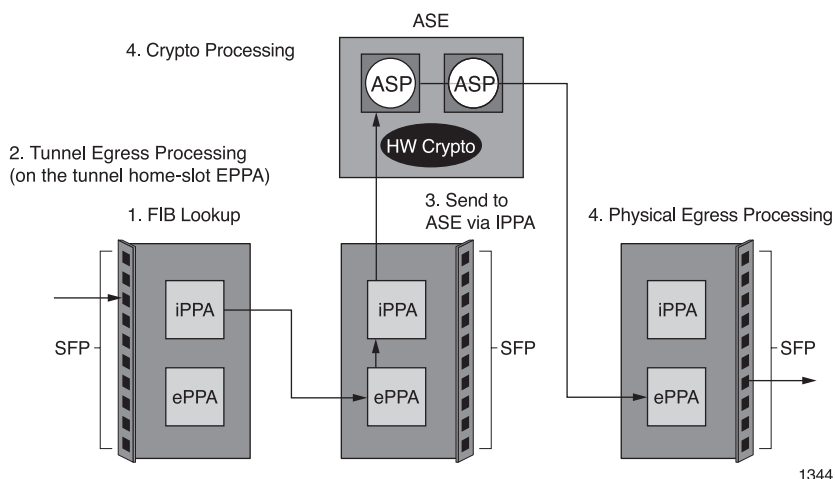 ASE
4. Crypto Processing
ASP
ASP
HW Crypto
2. Tunnel Egress Processing
(on the tunnel home-slot EPPA)
1. FIB Lookup
3. Send to
ASE via IPPA
4. Physical Egress Processing
iPPA
iPPA
iPPA
SFP
SFP
SFP
ePPA
ePPA
ePPA
1344